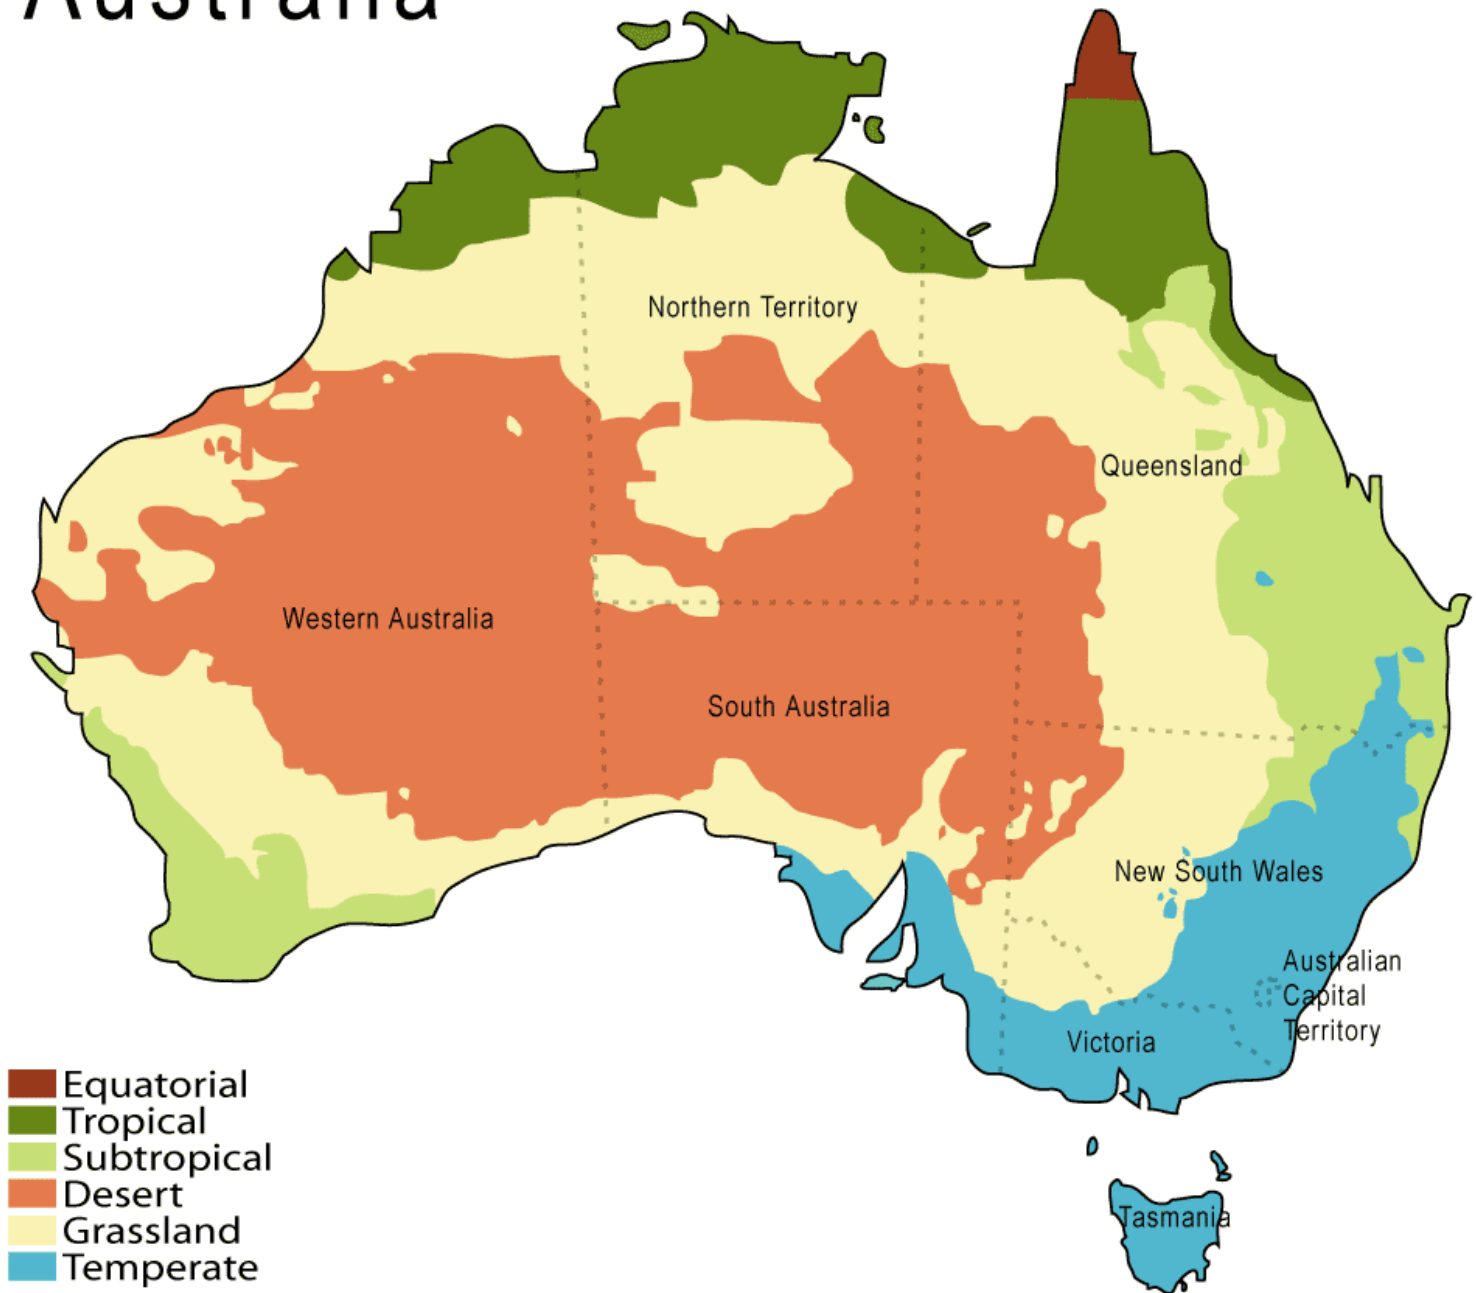 Australia
Northern Territory
Queensland
Western Australia
South Australia
New South Wales
Australian
Capital
Territory
Victoria
Tasmania
Equatorial
Tropical
Subtropical
Desert
Grassland
Temperate